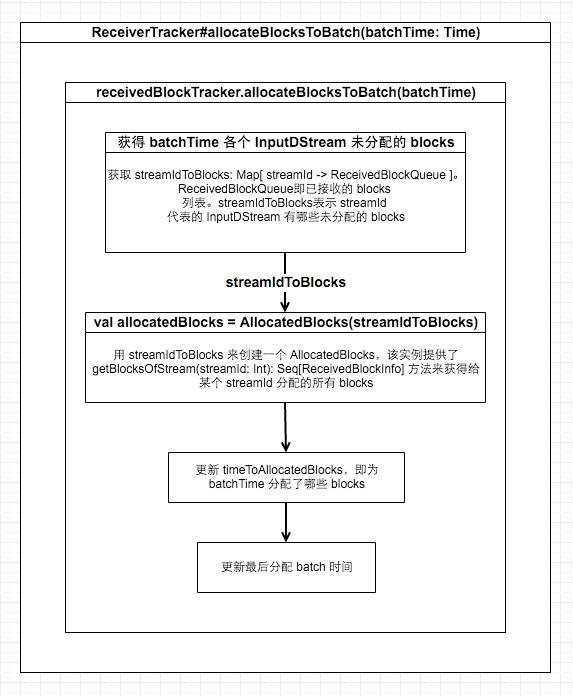 ReceiverTracker#allocateBlocksToBatch(batchTime: Time)
receivedBlockTracker.allocateBlocksToBatch(batchTime)
获得 batchTime 各个 InputDStream 未分配的 blocks
获取 streamIdToBlocks: Map[ streamId -> ReceivedBlockQueue ]。
ReceivedBlockQueue即已接收的 blocks
列表。streamIdToBlocks表示 streamId
代表的 InputDStream 有哪些未分配的 blocks
streamIdToBlocks
val allocatedBlocks = AllocatedBlocks(streamIdToBlocks)
用 streamIdToBlocks 来创建一个 AllocatedBlocks，该实例提供了
getBlocksOfStream(streamId: Int): Seq[ReceivedBlockInfo] 方法来获得给
某个 streamId 分配的所有 blocks
更新 timeToAllocatedBlocks，即为
batchTime 分配了哪些 blocks
更新最后分配 batch 时间